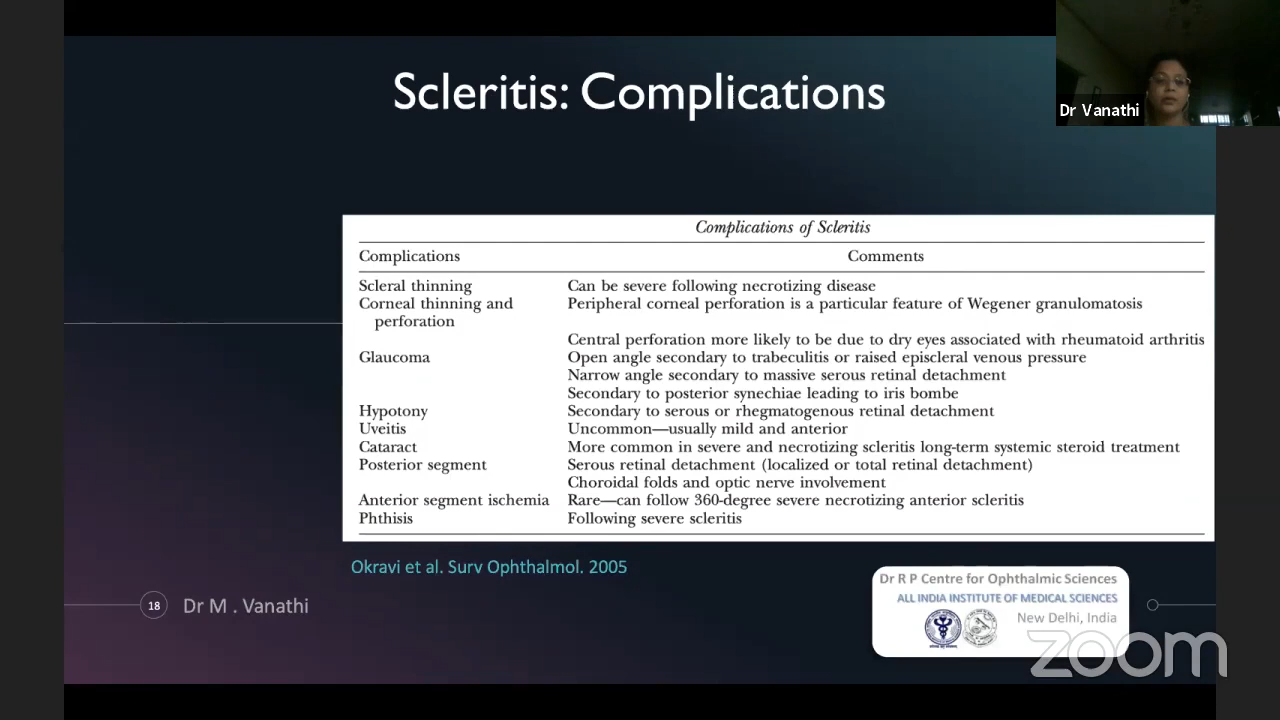 Scleritis: Complications
Dr Vanathi
Complications of Scleritis
Complications Comments
Scleral thinning Can be severe following necrotizing disease
Corneal thinning and Peripheral corneal perforation is a particular feature of Wegener granulomatosis
perforation
Central perforation more likely to be due to dry eyes associated with rheumatoid arthritis
Glaucoma Open angle secondary to trabeculitis or raised episcleral venous pressure
Narrow angle secondary to massive serous retinal detachment
Secondary to posterior synechiae leading to iris bombe
Hypotony Secondary to serous or rhegmatogenous retinal detachment
Uveitis Uncommon—usually mild and anterior
Cataract More common in severe and necrotizing scleritis long-term systemic steroid treatment
Posterior segment Serous retinal detachment (localized or total retinal detachment)
Choroidal folds and optic nerve involvement
Anterior segment ischemia Rare—can follow 360-degree severe necrotizing anterior scleritis
Phthisis Following severe scleritis
Okravi et al. Surv Ophthalmol. 2005
18 Dr M . Vanathi
Dr R P Centre for Ophthalmic Sciences
ALL INDIA INSTITUTE OF MEDICAL SCIENCES
New Delhi, India
zoom